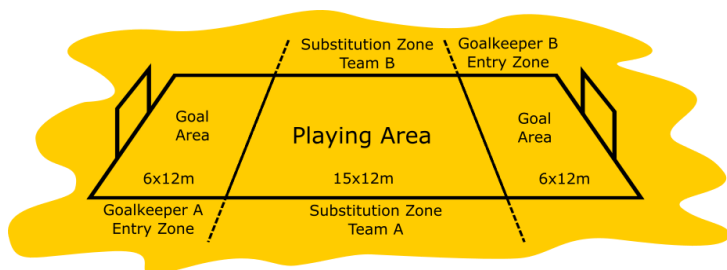 Substitution Zone
Team B
Goalkeeper B
Entry Zone
Goal
Area
Playing Area
Goal
Area
6x12m
15x12m
6x12m
Goalkeeper A
Entry Zone
Substitution Zone
Team A